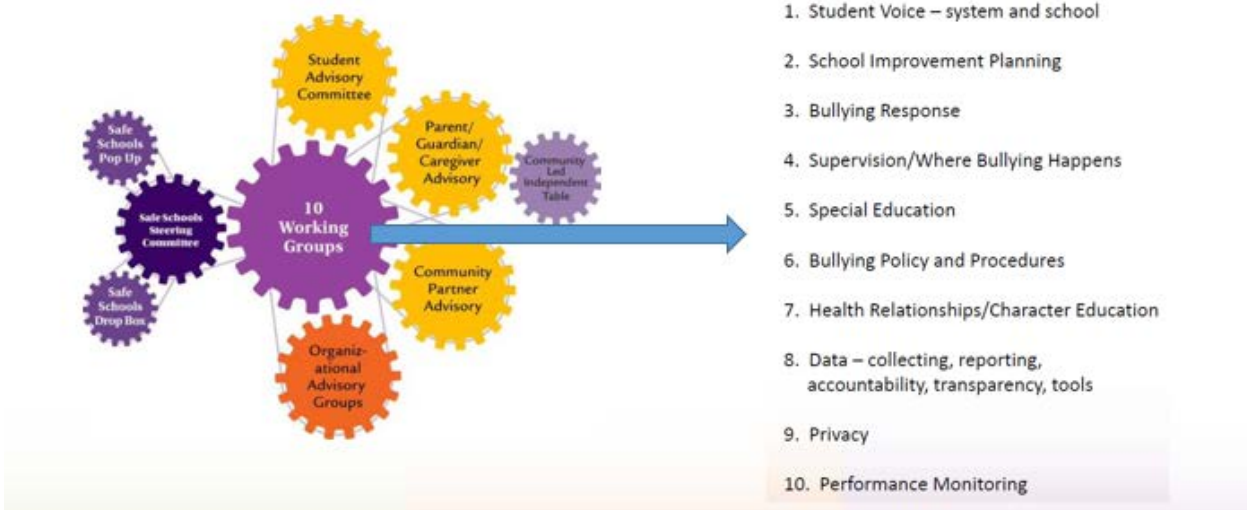 Student
Advisory
Committee
Safe
Schools
Pop Up
Parent/
Guardian/
Caregiver
Advisory
Community
Led
Independent
Table
Safe Schools
Steering
Committee
10
Working
Groups
Community
Partner
Advisory
Safe
Schools
Drop Box
Organiz-
ational
Advisory
Groups
1. Student Voice – system and school
2. School Improvement Planning
3. Bullying Response
4. Supervision/Where Bullying Happens
5. Special Education
6. Bullying Policy and Procedures
7. Health Relationships/Character Education
8. Data – collecting, reporting,
accountability, transparency, tools
9. Privacy
10. Performance Monitoring